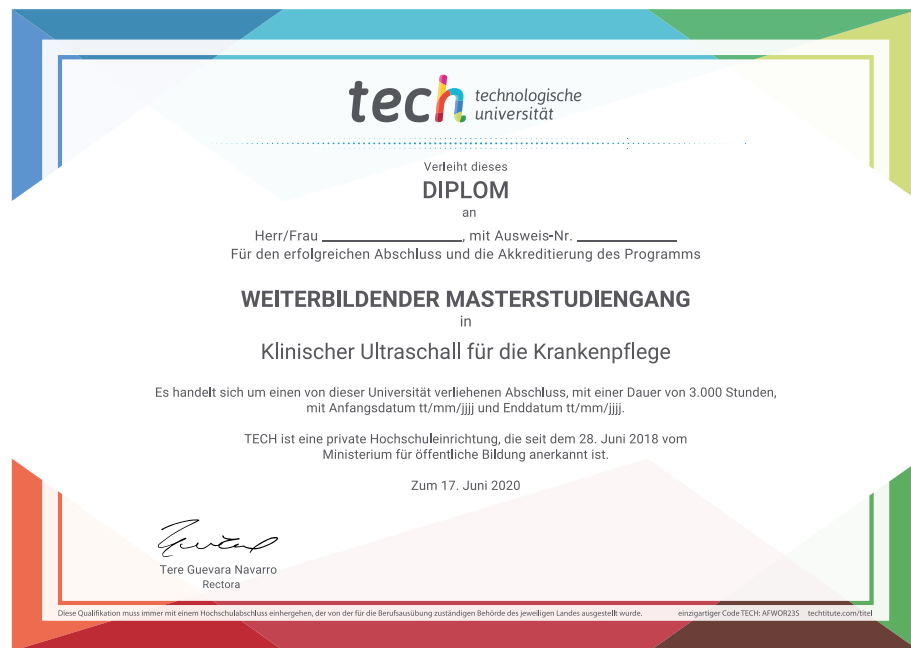 tech technologische
universität
Verleiht dieses
DIPLOM
an
Herr/Frau ____________________, mit Ausweis-Nr. ______________
Für den erfolgreichen Abschluss und die Akkreditierung des Programms
WEITERBILDENDER MASTERSTUDIENGANG
in
Klinischer Ultraschall für die Krankenpflege
Es handelt sich um einen von dieser Universität verliehenen Abschluss, mit einer Dauer von 3.000 Stunden,
mit Anfangsdatum tt/mm/jjjj und Enddatum tt/mm/jjjj.
TECH ist eine private Hochschuleinrichtung, die seit dem 28. Juni 2018 vom
Ministerium für öffentliche Bildung anerkannt ist.
Zum 17. Juni 2020
Tere Guevara Navarro
Rectora
Diese Qualifikation muss immer mit einem Hochschulabschluss einhergehen, der von der für die Berufsausübung zuständigen Behörde des jeweiligen Landes ausgestellt wurde. einzigartiger Code TECH: AFWOR23S techtitute.com/titel